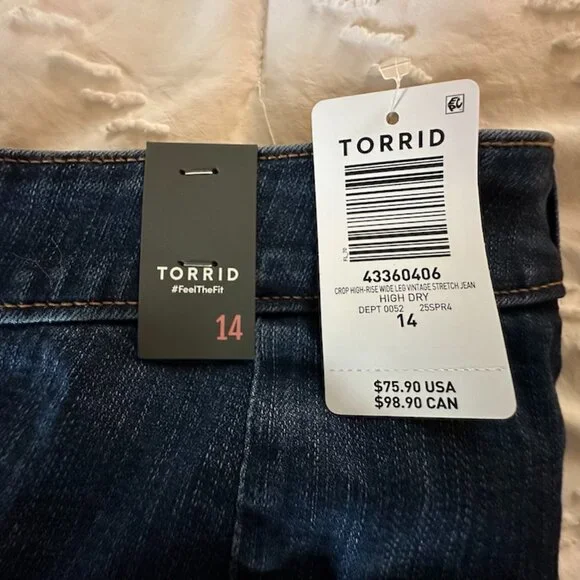 TORRID
#FeelTheFit
14
TORRID
FL_10
43360406
CROP HIGH-RISE WIDE LEG VINTAGE STRETCH JEAN
HIGH DRY
DEPT 0052 25SPR4
14
$75.90 USA
$98.90 CAN